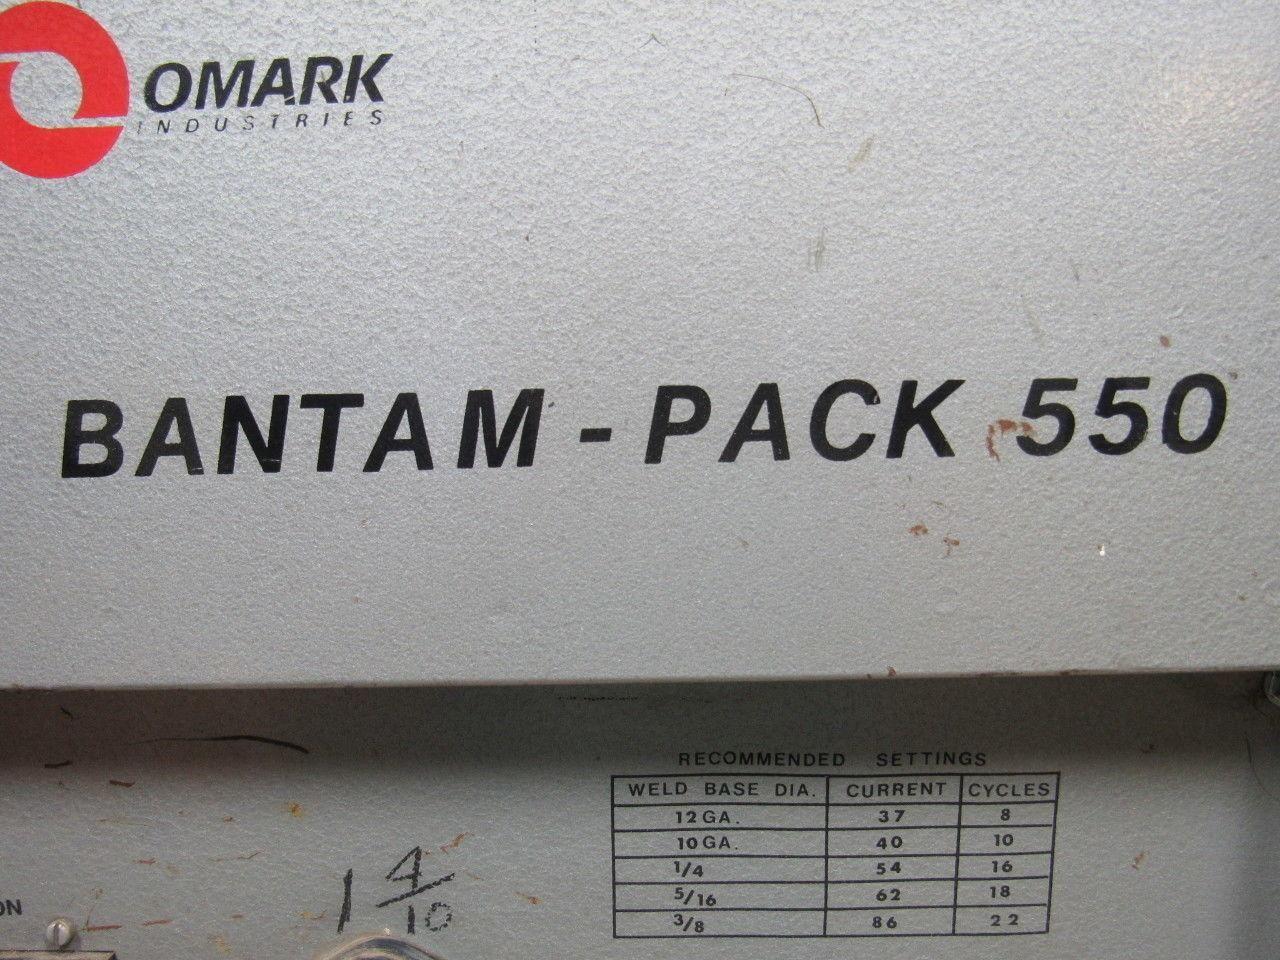 OMARK
INDUSTRIES
BANTAM - PACK 550
RECOMMENDED SETTINGS
WELD BASE DIA. CURRENT CYCLES
12 GA. 37 8
10 GA. 40 10
1/4 54 16
5/16 62 18
3/8 86 22
ON
1 4/10